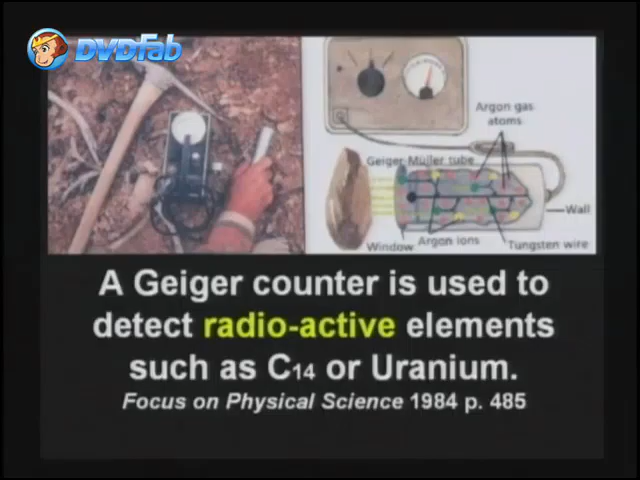 DVDFab
Argon gas
atoms
Geiger Müller tube
Wall
Window
Argon ions
Tungsten wire
A Geiger counter is used to
detect radio-active elements
such as C14 or Uranium.
Focus on Physical Science 1984 p. 485